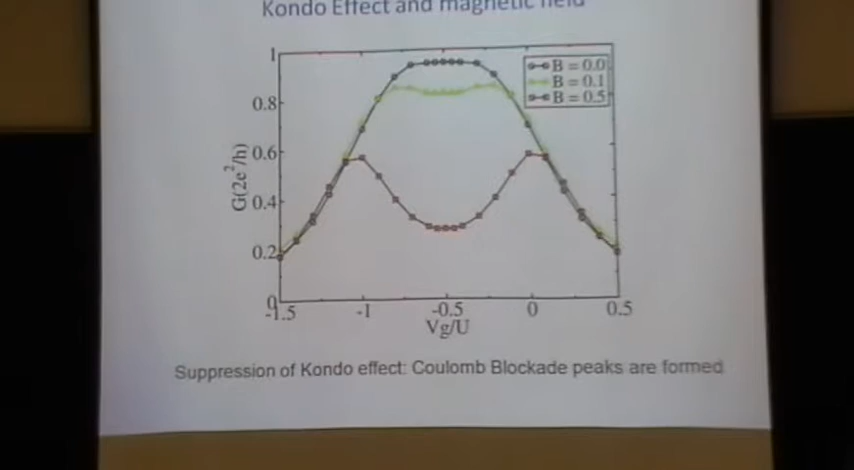 Kondo Effect and magnetic field
1
0.8
0.6
0.4
0.2
0
G(2e²/h)
B = 0.0
B = 0.1
B = 0.5
-1.5
-1
-0.5
0
0.5
Vg/U
Suppression of Kondo effect: Coulomb Blockade peaks are formed